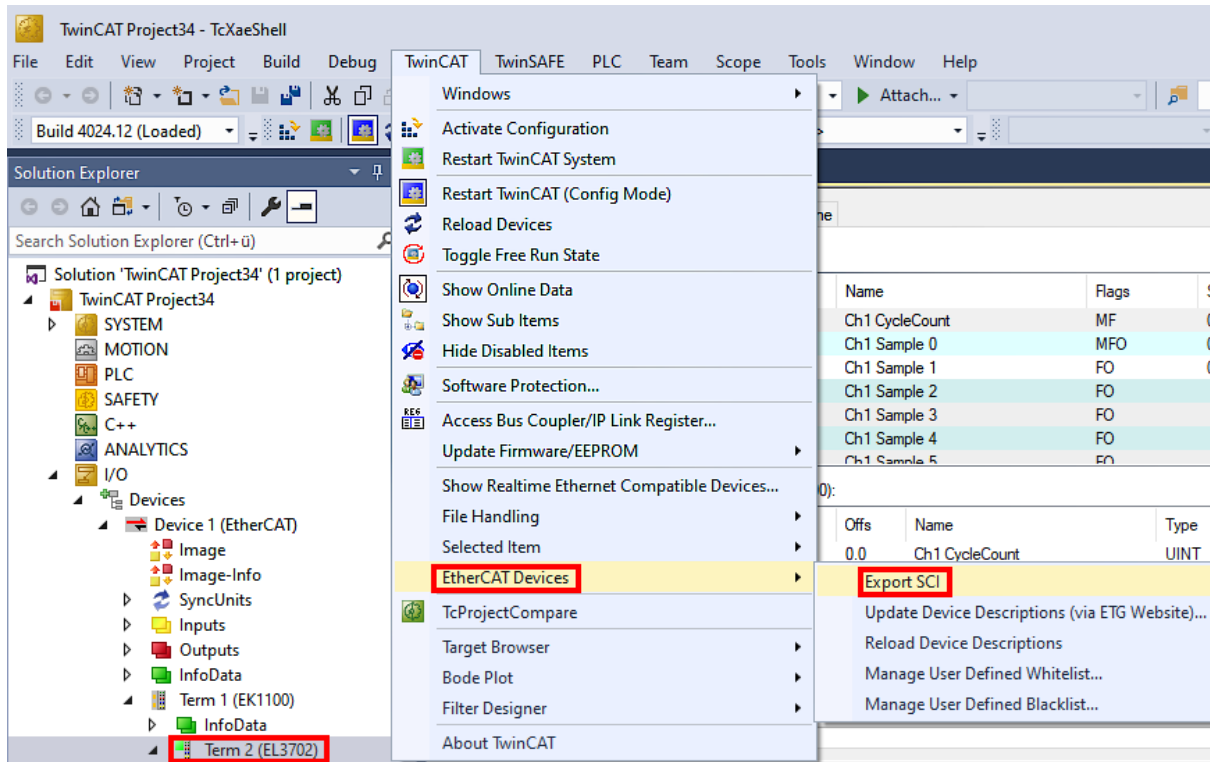 TwinCAT Project34 - TcXaeShell
File Edit View Project Build Debug TwinCAT TwinSAFE PLC Team Scope Tools Window Help
Attach...
Build 4024.12 (Loaded)
Solution Explorer
Search Solution Explorer (Ctrl+ü)
Solution 'TwinCAT Project34' (1 project)
TwinCAT Project34
SYSTEM
MOTION
PLC
SAFETY
C++
ANALYTICS
I/O
Devices
Device 1 (EtherCAT)
Image
Image-Info
SyncUnits
Inputs
Outputs
InfoData
Term 1 (EK1100)
InfoData
Term 2 (EL3702)
Windows
Activate Configuration
Restart TwinCAT System
Restart TwinCAT (Config Mode)
Reload Devices
Toggle Free Run State
Show Online Data
Show Sub Items
Hide Disabled Items
Software Protection...
REG
Access Bus Coupler/IP Link Register...
Update Firmware/EEPROM
Show Realtime Ethernet Compatible Devices...
File Handling
Selected Item
EtherCAT Devices
TcProjectCompare
Target Browser
Bode Plot
Filter Designer
About TwinCAT
Export SCI
Update Device Descriptions (via ETG Website)...
Reload Device Descriptions
Manage User Defined Whitelist...
Manage User Defined Blacklist...
Name Flags
Ch1 CycleCount MF
Ch1 Sample 0 MFO
Ch1 Sample 1 FO
Ch1 Sample 2 FO
Ch1 Sample 3 FO
Ch1 Sample 4 FO
Ch1 Sample 5 FO
Offs Name Type
0.0 Ch1 CycleCount UINT